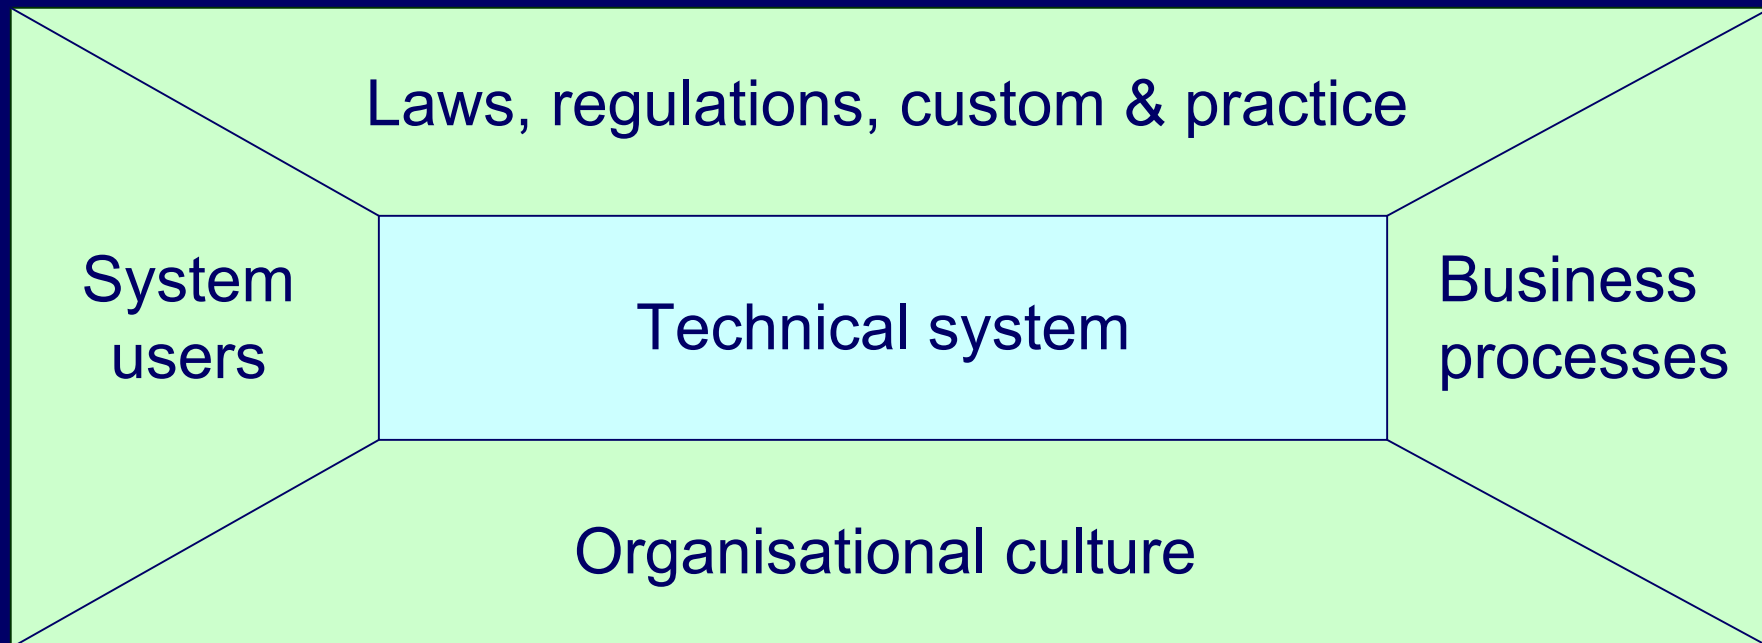 Laws, regulations, custom & practice
System
users
Technical system
Business
processes
Organisational culture